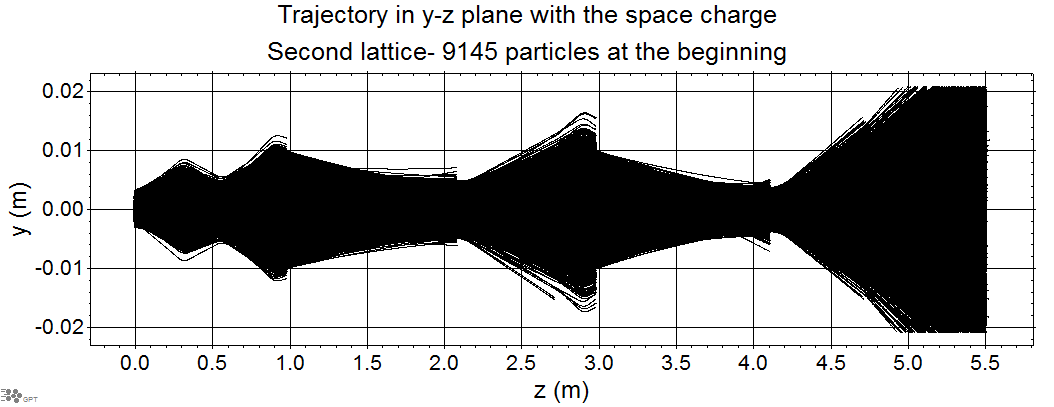 Trajectory in y-z plane with the space charge
Second lattice- 9145 particles at the beginning
0.02
0.01
0.00
-0.01
-0.02
y (m)
0.0 0.5 1.0 1.5 2.0 2.5 3.0 3.5 4.0 4.5 5.0 5.5
z (m)
GPT